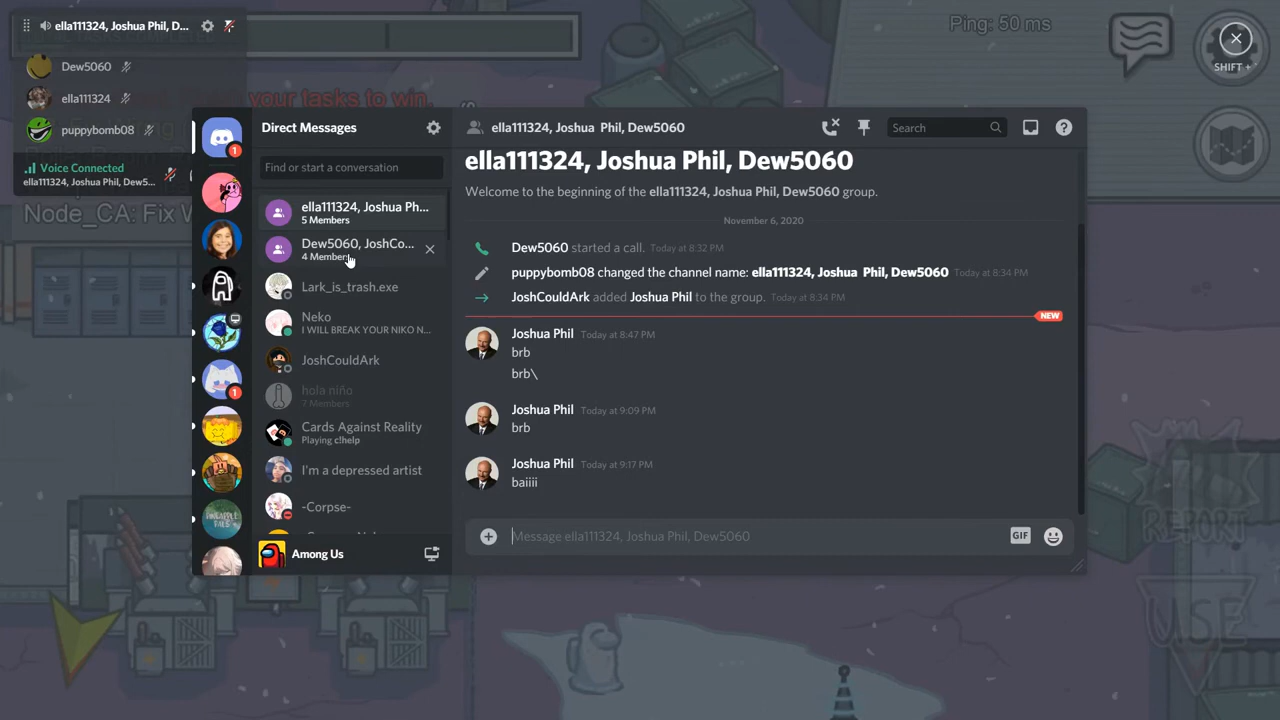 ella111324, Joshua Phil, D...
Dew5060
ella111324
puppybomb08
Voice Connected
ella111324, Joshua Phil, Dew5...
Ping: 50 ms
SHIFT +
your tasks to win.
Node_CA: Fix W
Direct Messages
Find or start a conversation
ella111324, Joshua Ph...
5 Members
Dew5060, JoshCo...
4 Members
Lark_is_trash.exe
Neko
I WILL BREAK YOUR NIKO N...
JoshCouldArk
hola niño
7 Members
Cards Against Reality
Playing c!help
I'm a depressed artist
-Corpse-
Among Us
1
1
ella111324, Joshua Phil, Dew5060
Search
ella111324, Joshua Phil, Dew5060
Welcome to the beginning of the ella111324, Joshua Phil, Dew5060 group.
November 6, 2020
Dew5060 started a call. Today at 8:32 PM
puppybomb08 changed the channel name: ella111324, Joshua Phil, Dew5060 Today at 8:34 PM
JoshCouldArk added Joshua Phil to the group. Today at 8:34 PM
NEW
Joshua Phil Today at 8:47 PM
brb
brb\
Joshua Phil Today at 9:09 PM
brb
Joshua Phil Today at 9:17 PM
baiiii
Message ella111324, Joshua Phil, Dew5060
GIF
REPORT
USE